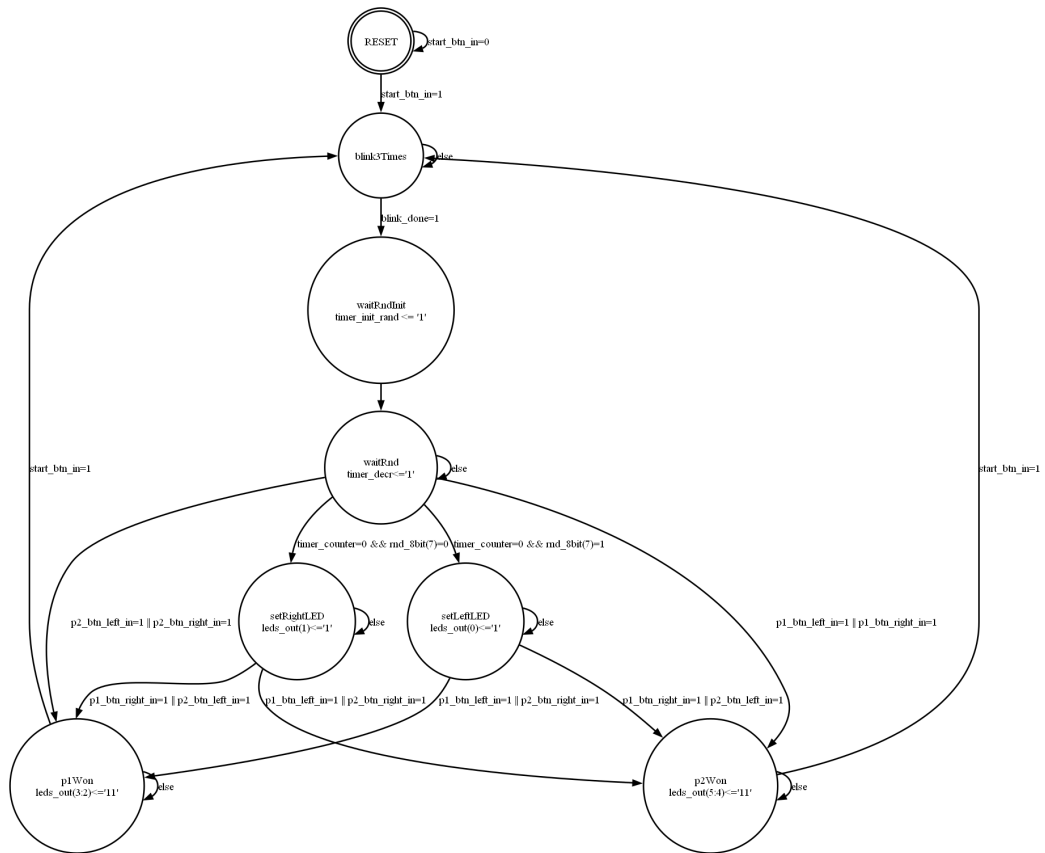 RESET
start_btn_in=0
start_btn_in=1
blink3Times
else
blink_done=1
waitRndInit
timer_init_rand <= '1'
waitRnd
timer_decr<='1'
else
start_btn_in=1
start_btn_in=1
timer_counter=0 && rnd_8bit(7)=0
timer_counter=0 && rnd_8bit(7)=1
setRightLED
leds_out(1)<='1'
else
setLeftLED
leds_out(0)<='1'
else
p2_btn_left_in=1 || p2_btn_right_in=1
p1_btn_left_in=1 || p1_btn_right_in=1
p1_btn_right_in=1 || p2_btn_left_in=1
p1_btn_left_in=1 || p2_btn_right_in=1
p1_btn_left_in=1 || p2_btn_right_in=1
p1_btn_right_in=1 || p2_btn_left_in=1
p1Won
leds_out(3:2)<='11'
else
p2Won
leds_out(5:4)<='11'
else